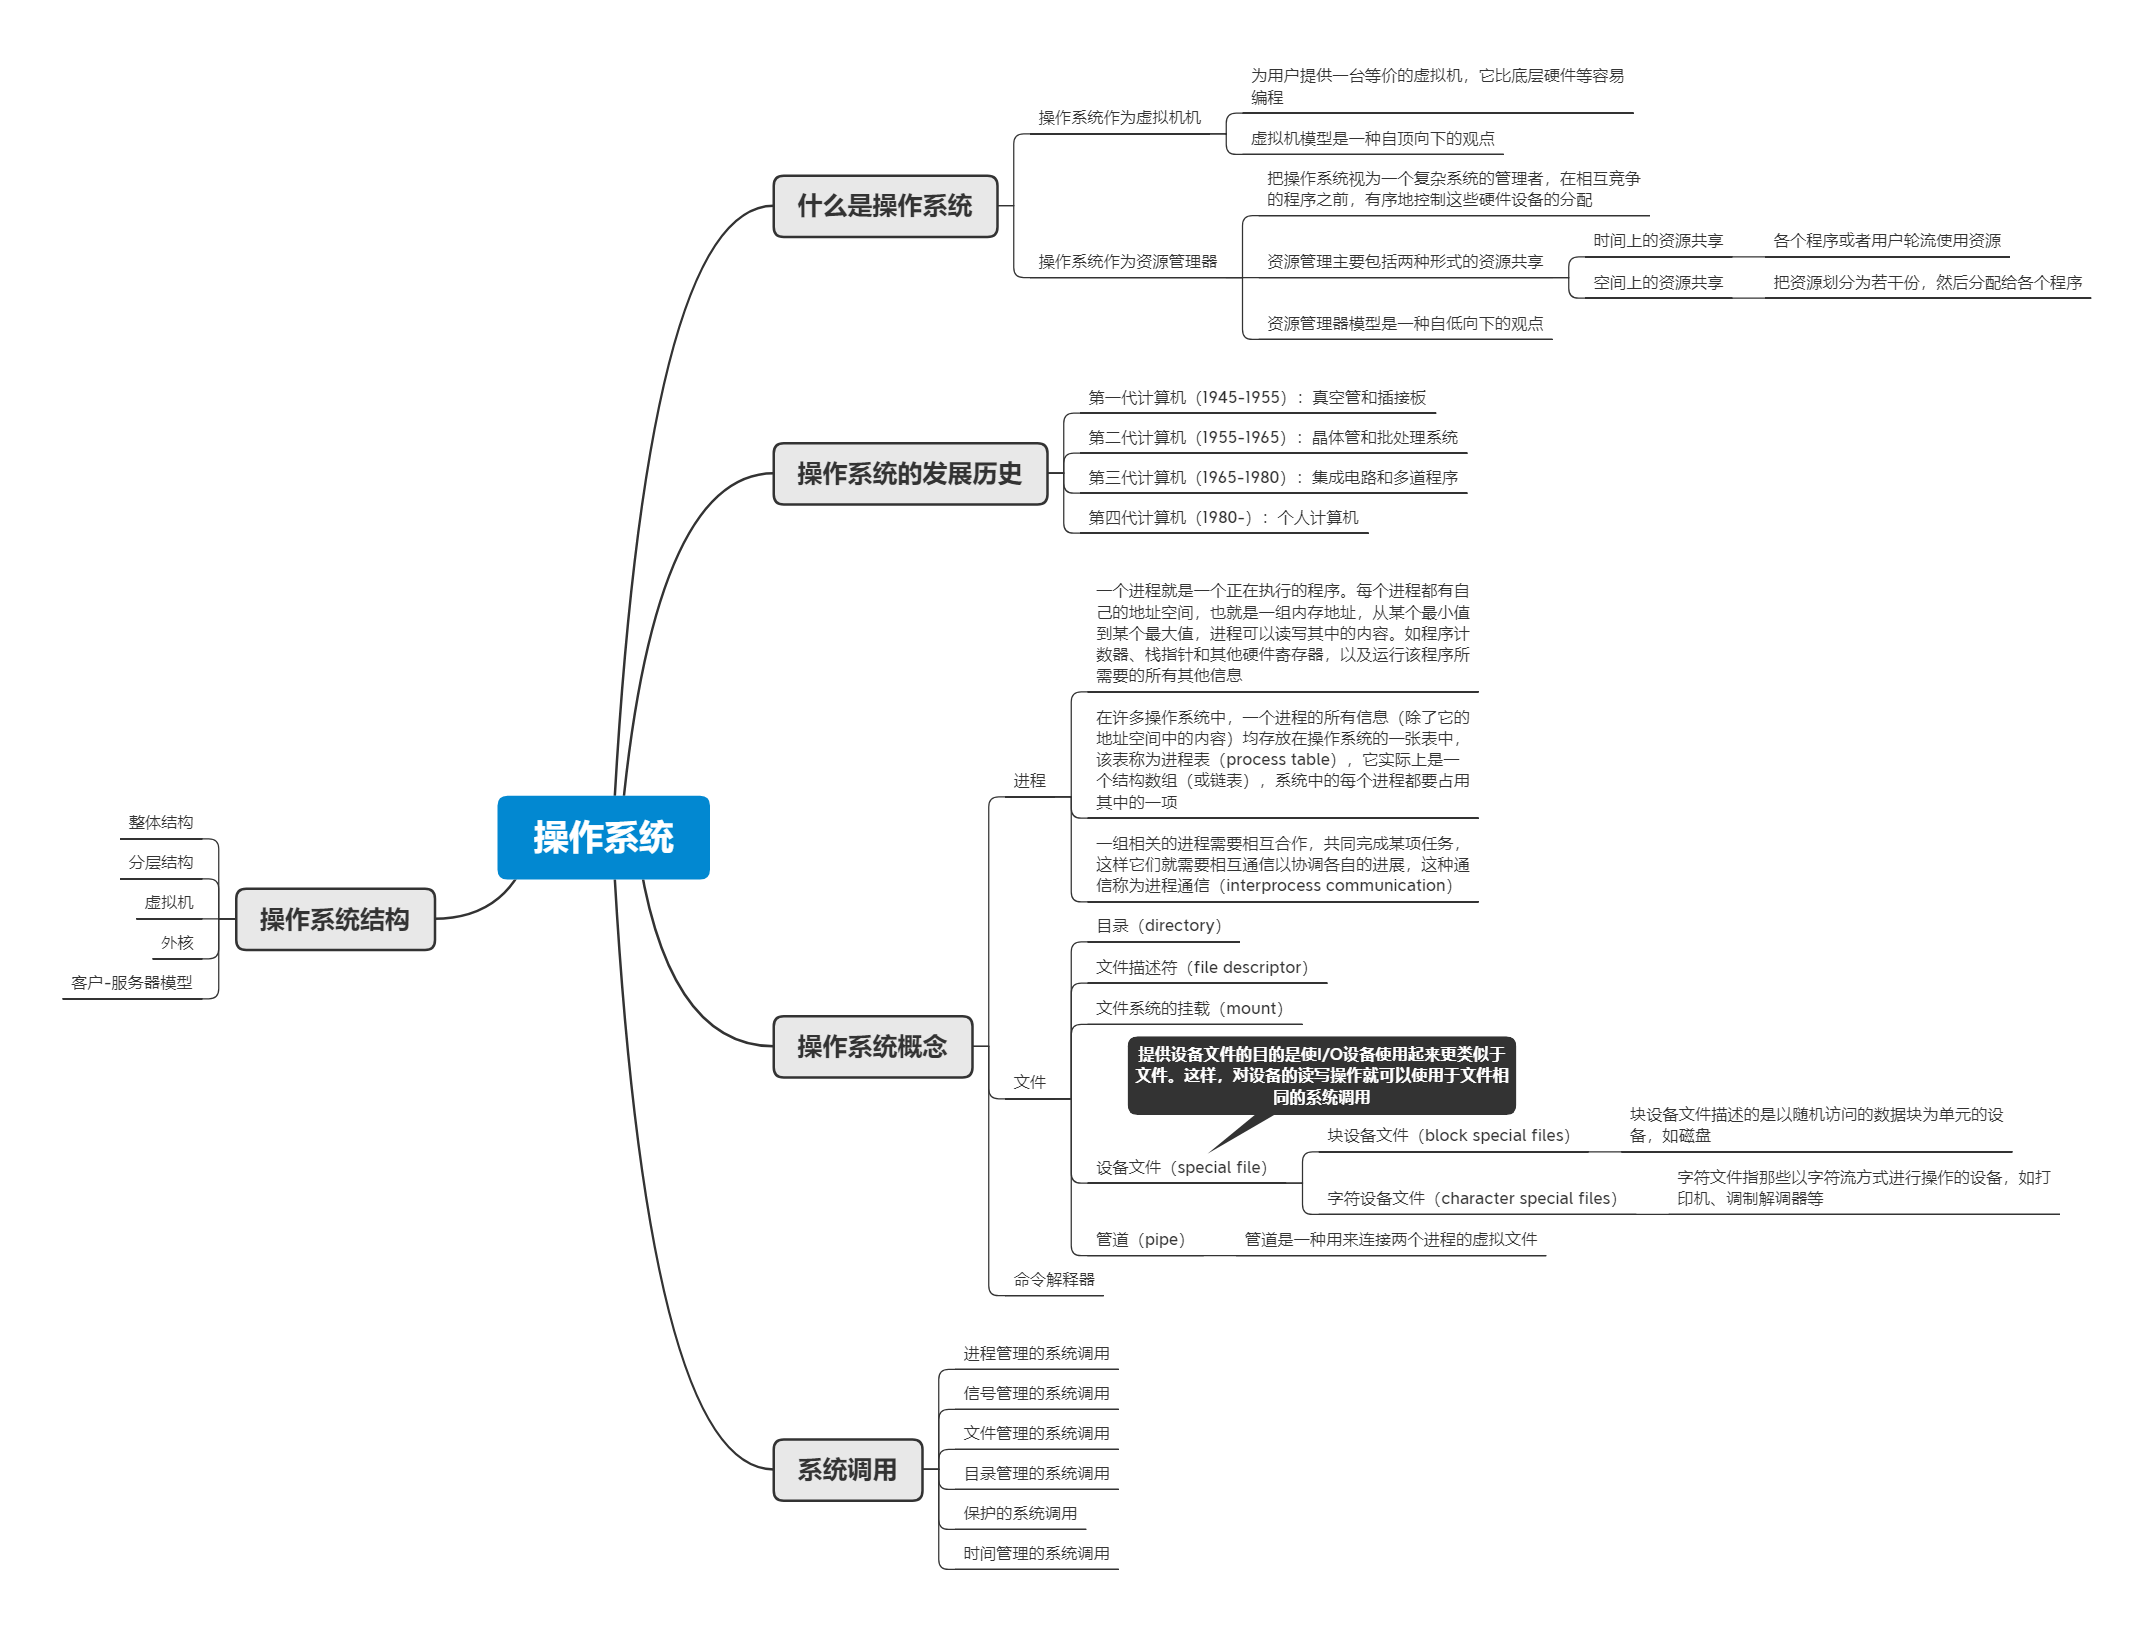 操作系统
什么是操作系统
操作系统作为虚拟机机
为用户提供一台等价的虚拟机，它比底层硬件等容易
编程
虚拟机模型是一种自顶向下的观点
操作系统作为资源管理器
把操作系统视为一个复杂系统的管理者，在相互竞争
的程序之前，有序地控制这些硬件设备的分配
资源管理主要包括两种形式的资源共享
时间上的资源共享
各个程序或者用户轮流使用资源
空间上的资源共享
把资源划分为若干份，然后分配给各个程序
资源管理器模型是一种自低向下的观点
操作系统的发展历史
第一代计算机（1945-1955）：真空管和插接板
第二代计算机（1955-1965）：晶体管和批处理系统
第三代计算机（1965-1980）：集成电路和多道程序
第四代计算机（1980-）：个人计算机
操作系统概念
进程
一个进程就是一个正在执行的程序。每个进程都有自
己的地址空间，也就是一组内存地址，从某个最小值
到某个最大值，进程可以读写其中的内容。如程序计
数器、栈指针和其他硬件寄存器，以及运行该程序所
需要的所有其他信息
在许多操作系统中，一个进程的所有信息（除了它的
地址空间中的内容）均存放在操作系统的一张表中，
该表称为进程表（process table），它实际上是一
个结构数组（或链表），系统中的每个进程都要占用
其中的一项
一组相关的进程需要相互合作，共同完成某项任务，
这样它们就需要相互通信以协调各自的进展，这种通
信称为进程通信（interprocess communication）
文件
目录（directory）
文件描述符（file descriptor）
文件系统的挂载（mount）
提供设备文件的目的是使I/O设备使用起来更类似于
文件。这样，对设备的读写操作就可以使用于文件相
同的系统调用
设备文件（special file）
块设备文件（block special files）
块设备文件描述的是以随机访问的数据块为单元的设
备，如磁盘
字符设备文件（character special files）
字符文件指那些以字符流方式进行操作的设备，如打
印机、调制解调器等
管道（pipe）
管道是一种用来连接两个进程的虚拟文件
命令解释器
系统调用
进程管理的系统调用
信号管理的系统调用
文件管理的系统调用
目录管理的系统调用
保护的系统调用
时间管理的系统调用
操作系统结构
整体结构
分层结构
虚拟机
外核
客户-服务器模型